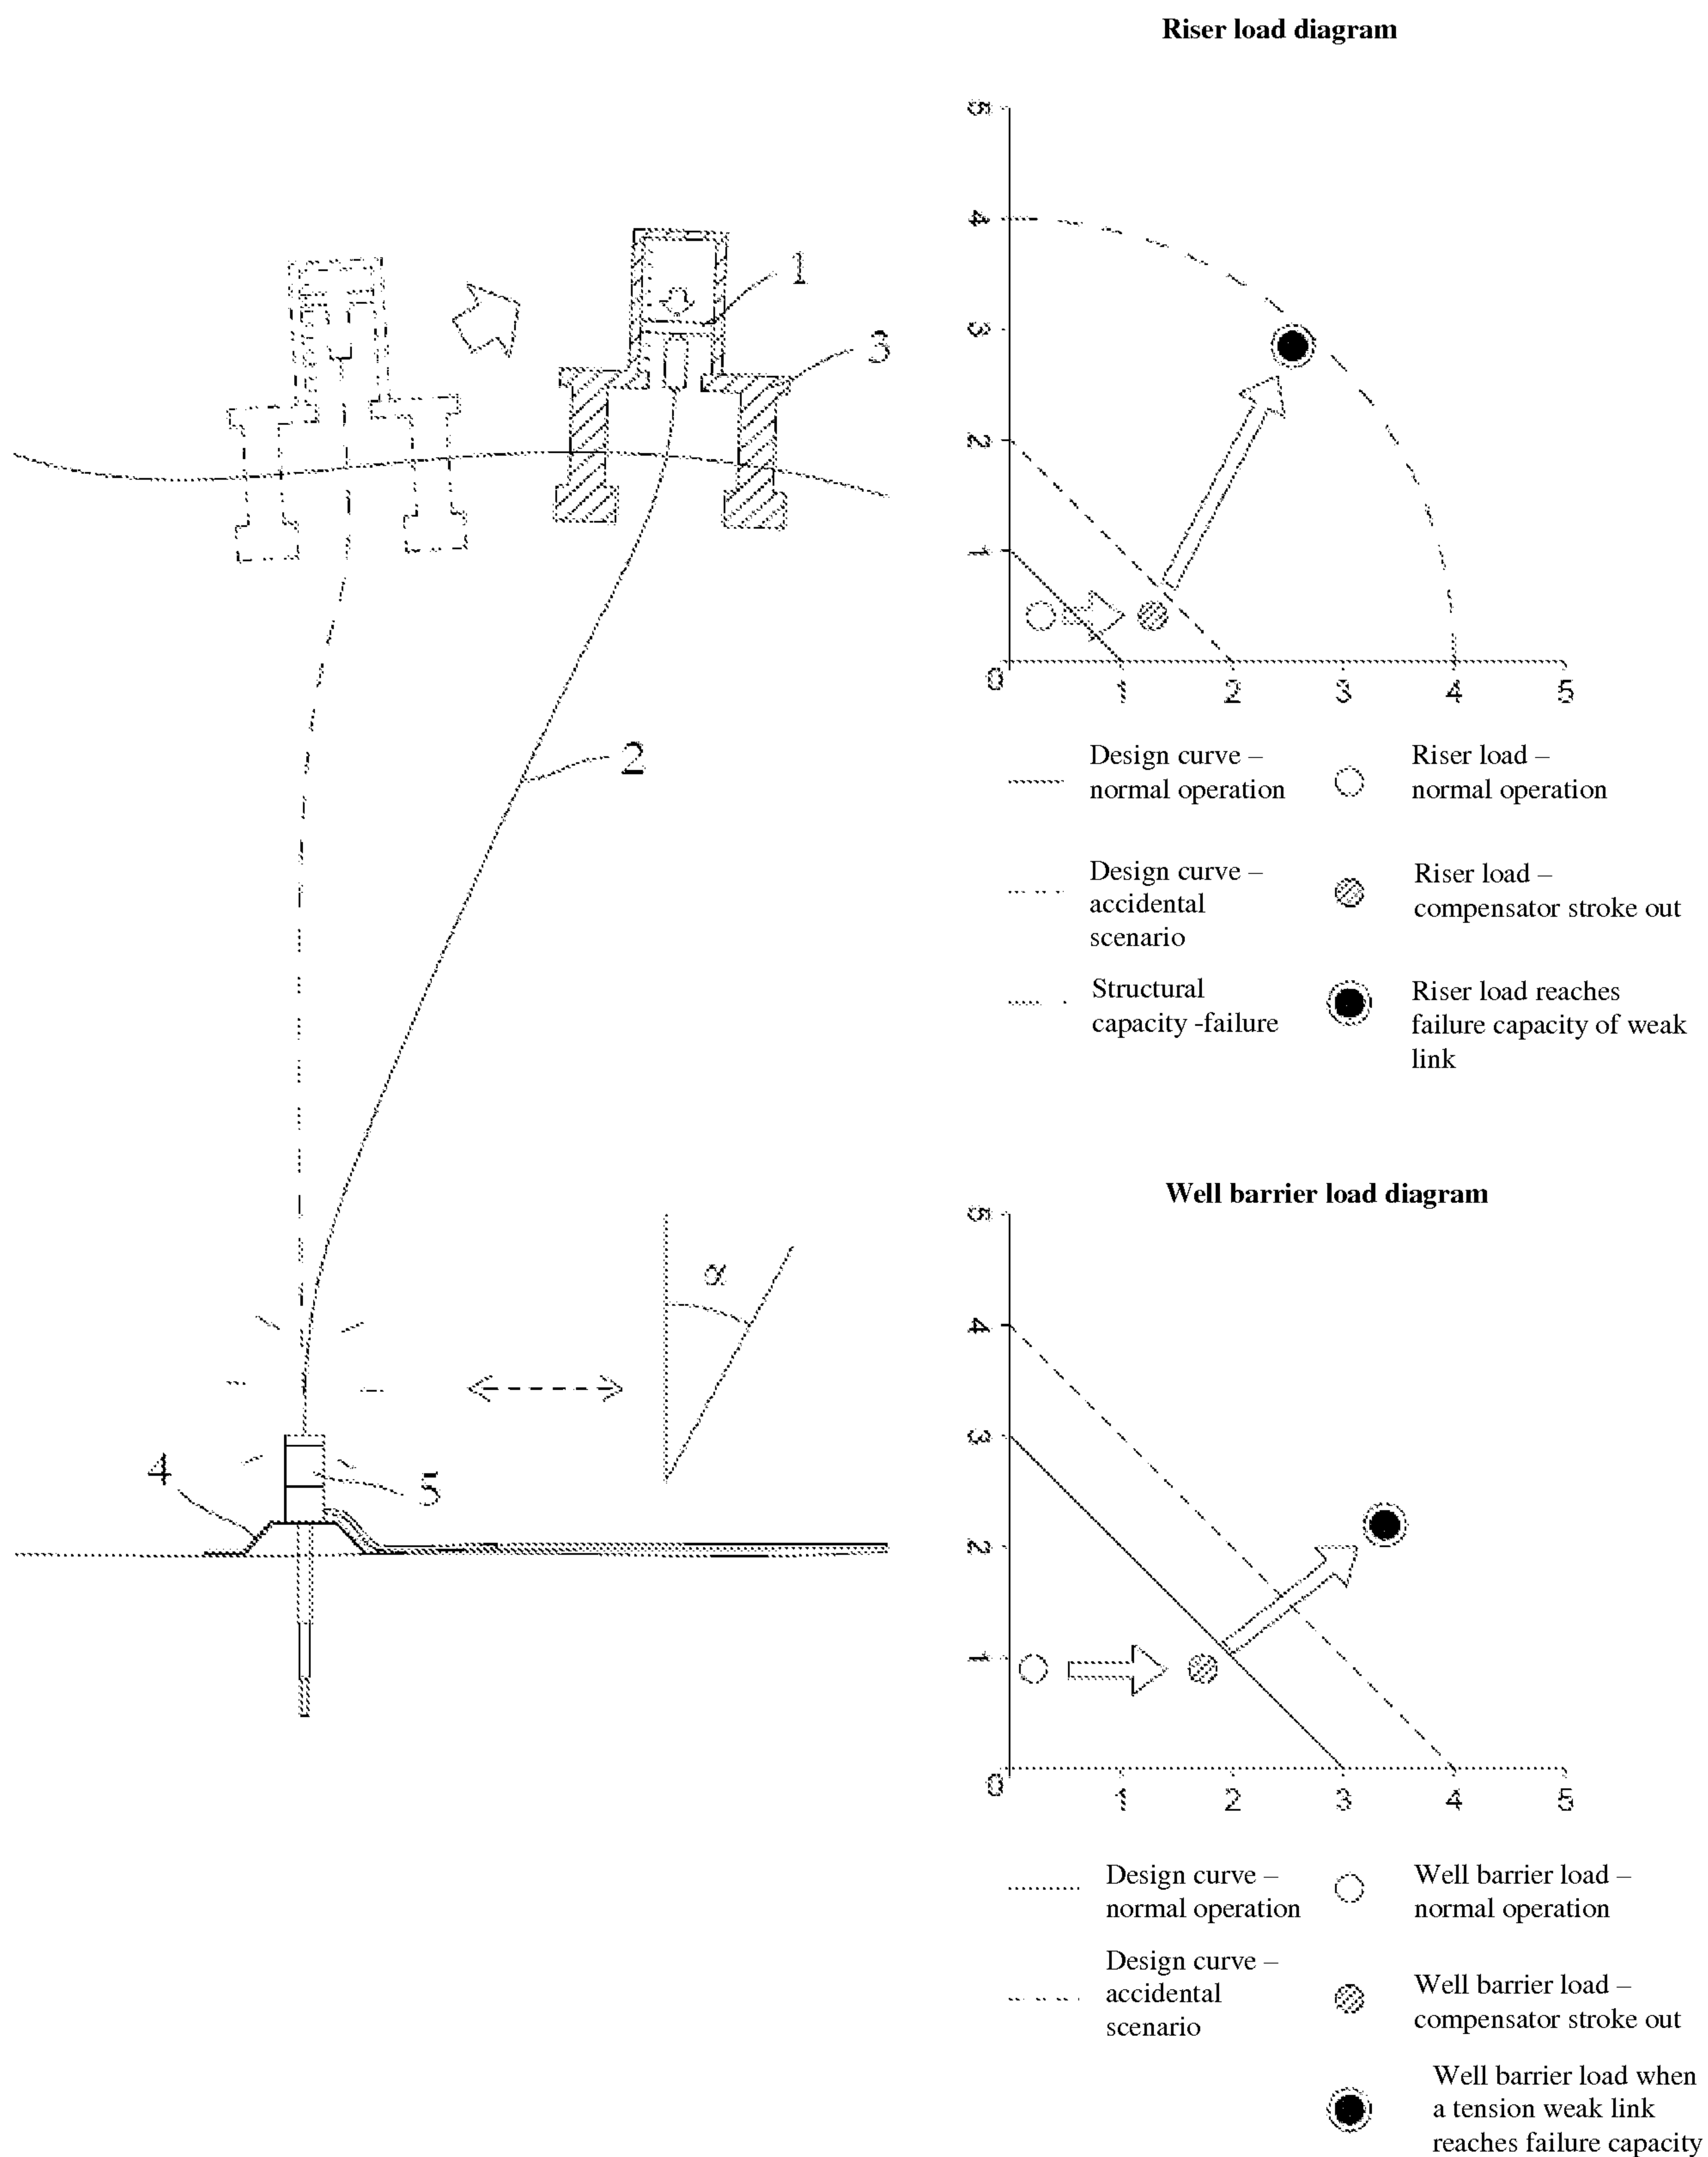 Riser load diagram
5
4
3
2
1
0
1
2
3
4
5
1
3
2
Design curve –
normal operation
Riser load –
normal operation
Design curve –
accidental
scenario
Riser load –
compensator stroke out
Structural
capacity -failure
Riser load reaches
failure capacity of weak
link
α
4
5
Well barrier load diagram
5
4
3
2
1
0
1
2
3
4
5
Design curve –
normal operation
Well barrier load –
normal operation
Design curve –
accidental
scenario
Well barrier load –
compensator stroke out
Well barrier load when
a tension weak link
reaches failure capacity